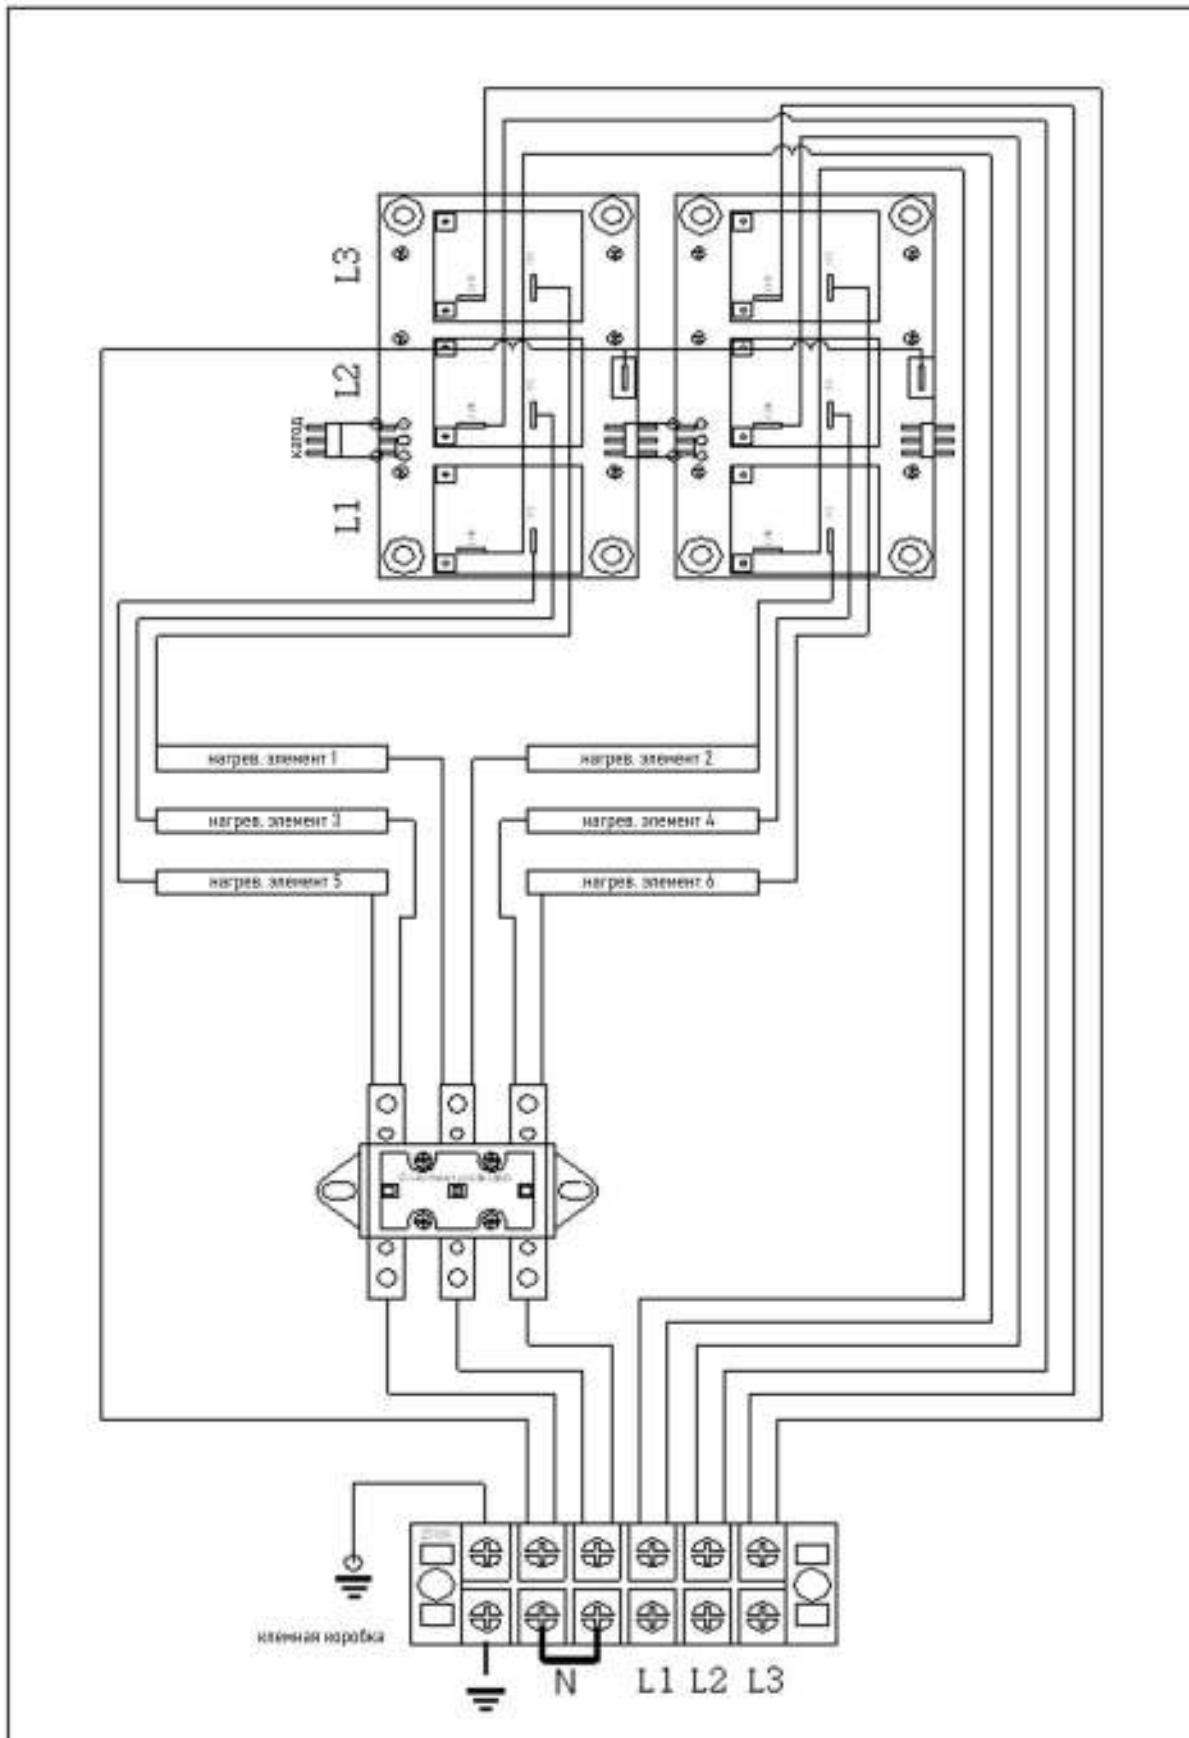 L3
L2
катод
L1
нагрев. элемент 1
нагрев. элемент 2
нагрев. элемент 3
нагрев. элемент 4
нагрев. элемент 5
нагрев. элемент 6
клемная коробка
N
L1 L2 L3